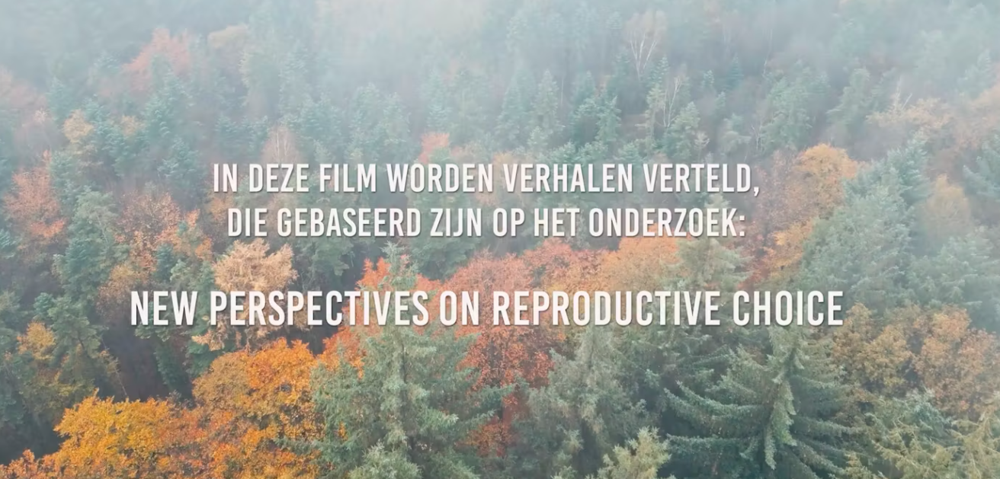 IN DEZE FILM WORDEN VERHALEN VERTELD,
DIE GEBASEERD ZIJN OP HET ONDERZOEK:
NEW PERSPECTIVES ON REPRODUCTIVE CHOICE